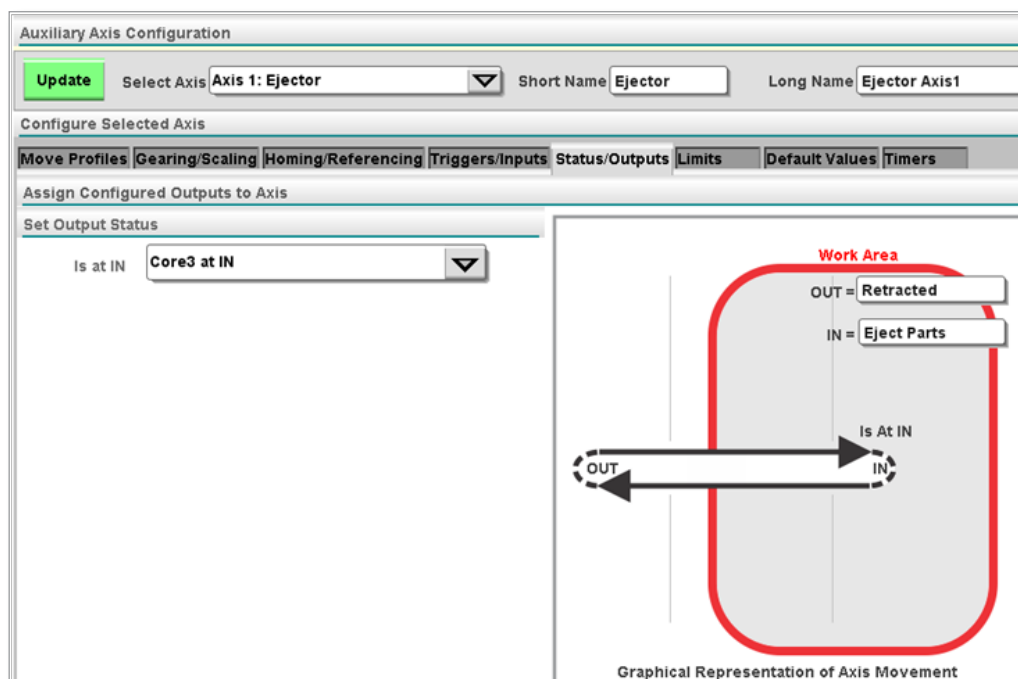 Auxiliary Axis Configuration
Update Select Axis Axis 1: Ejector Short Name Ejector Long Name Ejector Axis1
Configure Selected Axis
Move Profiles Gearing/Scaling Homing/Referencing Triggers/Inputs Status/Outputs Limits Default Values Timers
Assign Configured Outputs to Axis
Set Output Status
Is at IN Core3 at IN
Work Area
OUT = Retracted
IN = Eject Parts
Is At IN
OUT IN
Graphical Representation of Axis Movement